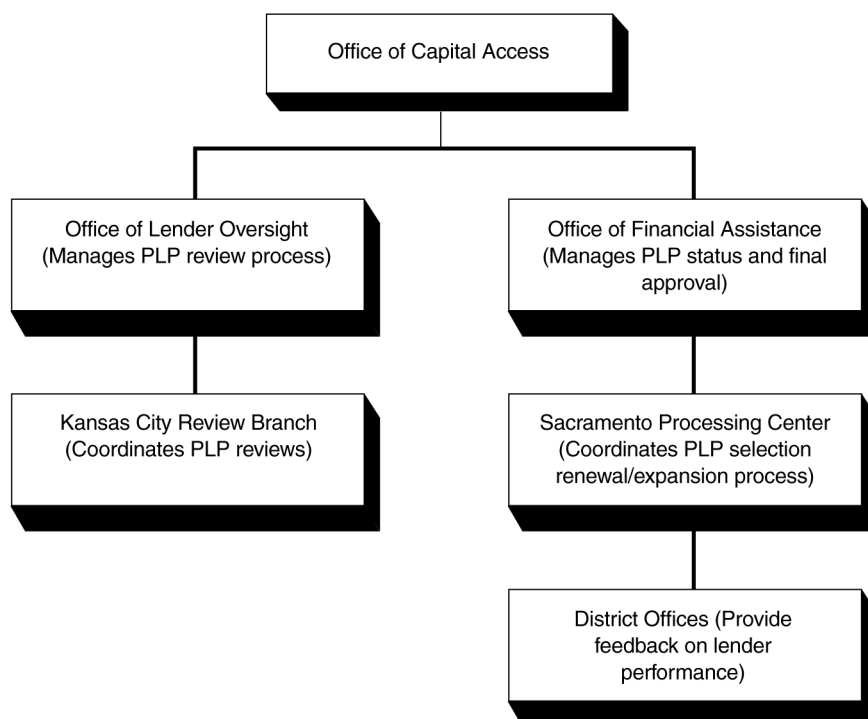 Office of Capital Access
Office of Lender Oversight
(Manages PLP review process)
Office of Financial Assistance
(Manages PLP status and final
approval)
Kansas City Review Branch
(Coordinates PLP reviews)
Sacramento Processing Center
(Coordinates PLP selection
renewal/expansion process)
District Offices (Provide
feedback on lender
performance)